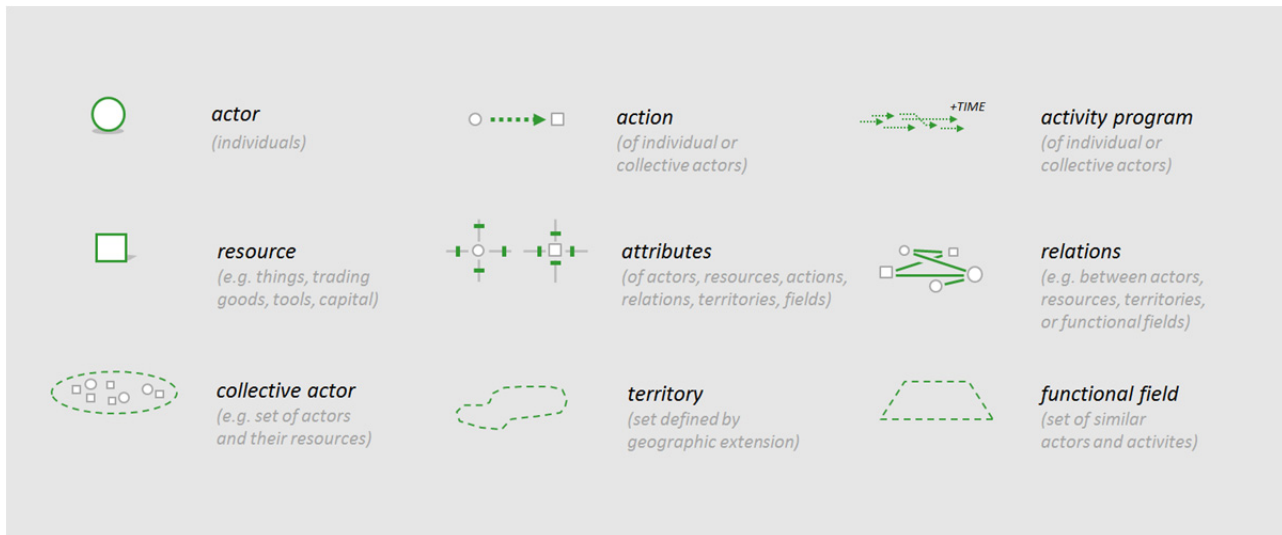 actor
(individuals)
action
(of individual or
collective actors)
+TIME
activity program
(of individual or
collective actors)
resource
(e.g. things, trading
goods, tools, capital)
attributes
(of actors, resources, actions,
relations, territories, fields)
relations
(e.g. between actors,
resources, territories,
or functional fields)
collective actor
(e.g. set of actors
and their resources)
territory
(set defined by
geographic extension)
functional field
(set of similar
actors and activites)